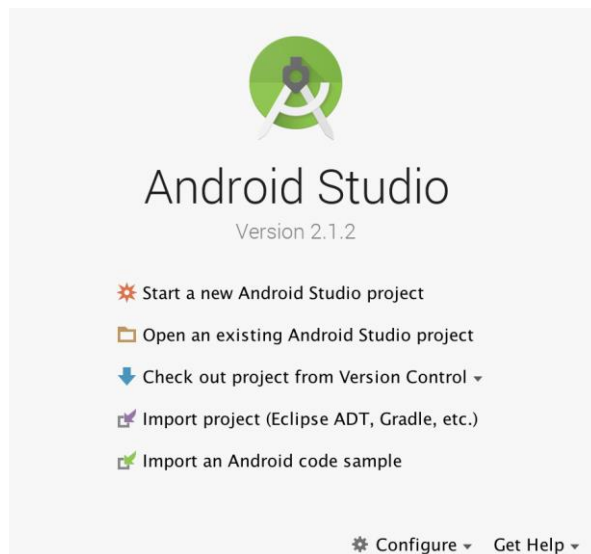 Android Studio
Version 2.1.2
Start a new Android Studio project
Open an existing Android Studio project
Check out project from Version Control
Import project (Eclipse ADT, Gradle, etc.)
Import an Android code sample
Configure Get Help